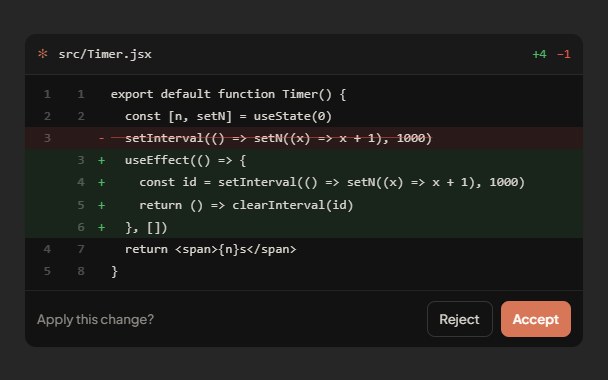 src/Timer.jsx +4 −1
1 1 export default function Timer() {
2 2 const [n, setN] = useState(0)
3 - setInterval(() => setN((x) => x + 1), 1000)
3 + useEffect(() => {
4 + const id = setInterval(() => setN((x) => x + 1), 1000)
5 + return () => clearInterval(id)
6 + }, [])
4 7 return <span>{n}s</span>
5 8 }
Apply this change? Reject Accept